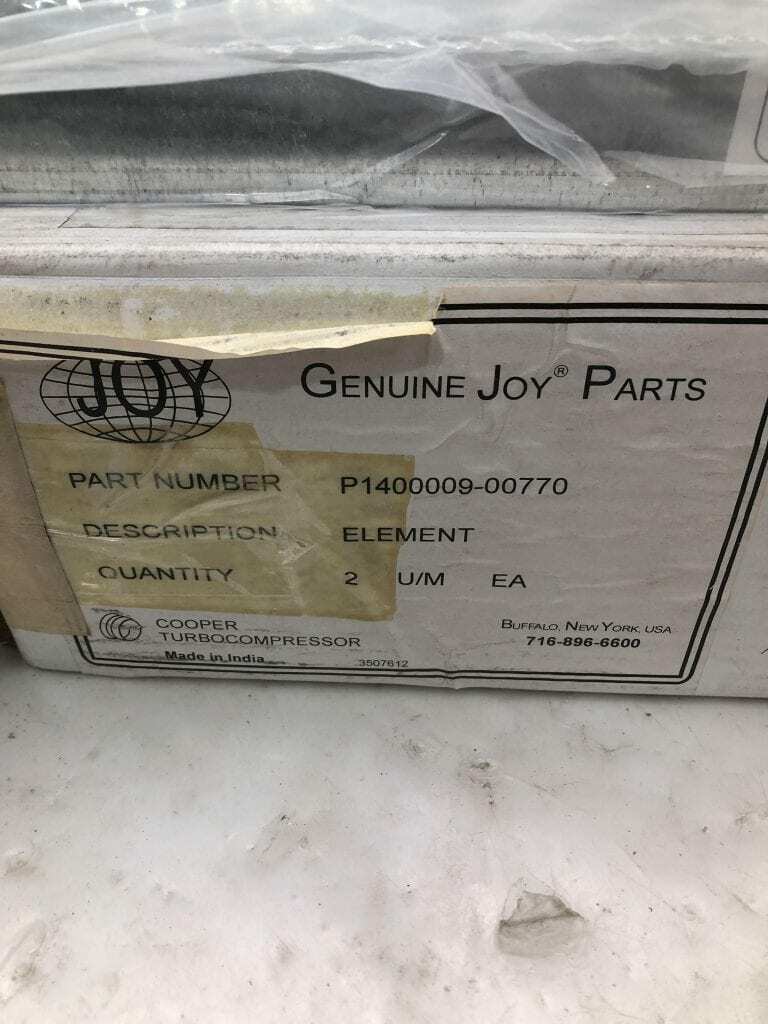 JOY
GENUINE JOY® PARTS
PART NUMBER P1400009-00770
DESCRIPTION ELEMENT
QUANTITY 2 U/M EA
COOPER
TURBOCOMPRESSOR
BUFFALO, NEW YORK, USA
716-896-6600
Made in India
3507612